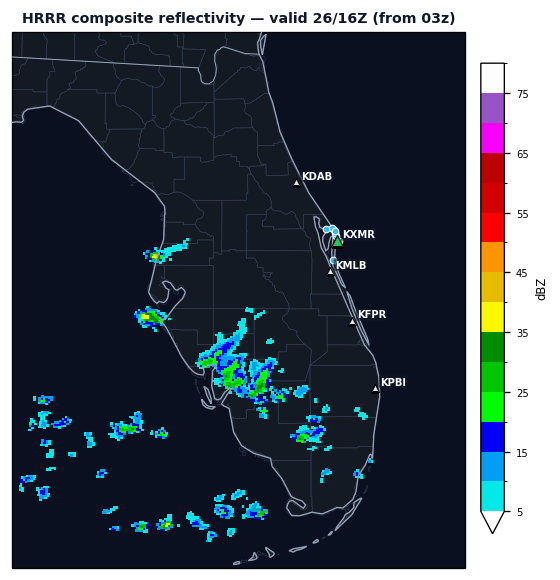 HRRR composite reflectivity — valid 26/16Z (from 03z)
75
65
55
45
35
25
15
5
dBZ
KDAB
KXMR
KMLB
KFPR
KPBI